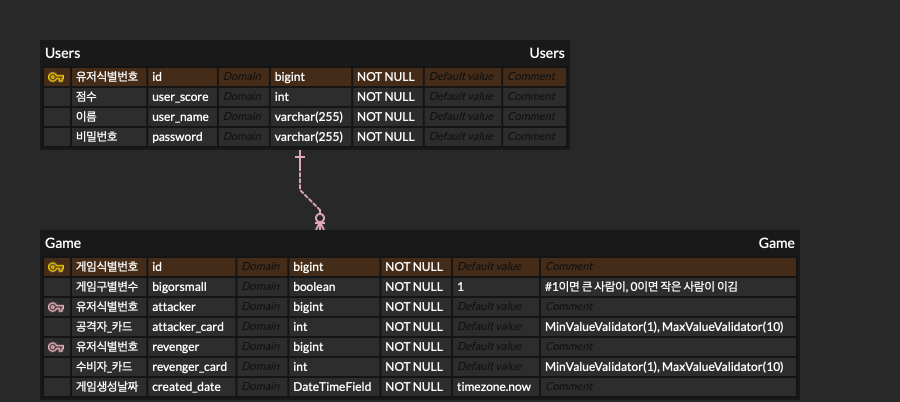 Users Users
유저식별번호 id Domain bigint NOT NULL Default value Comment
점수 user_score Domain int NOT NULL Default value Comment
이름 user_name Domain varchar(255) NOT NULL Default value Comment
비밀번호 password Domain varchar(255) NOT NULL Default value Comment
Game Game
게임식별번호 id Domain bigint NOT NULL Default value Comment
게임구별변수 bigorsmall Domain boolean NOT NULL 1 #1이면 큰 사람이, 0이면 작은 사람이 이김
유저식별번호 attacker Domain bigint NOT NULL Default value Comment
공격자_카드 attacker_card Domain int NOT NULL Default value MinValueValidator(1), MaxValueValidator(10)
유저식별번호 revenger Domain bigint NOT NULL Default value Comment
수비자_카드 revenger_card Domain int NOT NULL Default value MinValueValidator(1), MaxValueValidator(10)
게임생성날짜 created_date Domain DateTimeField NOT NULL timezone.now Comment